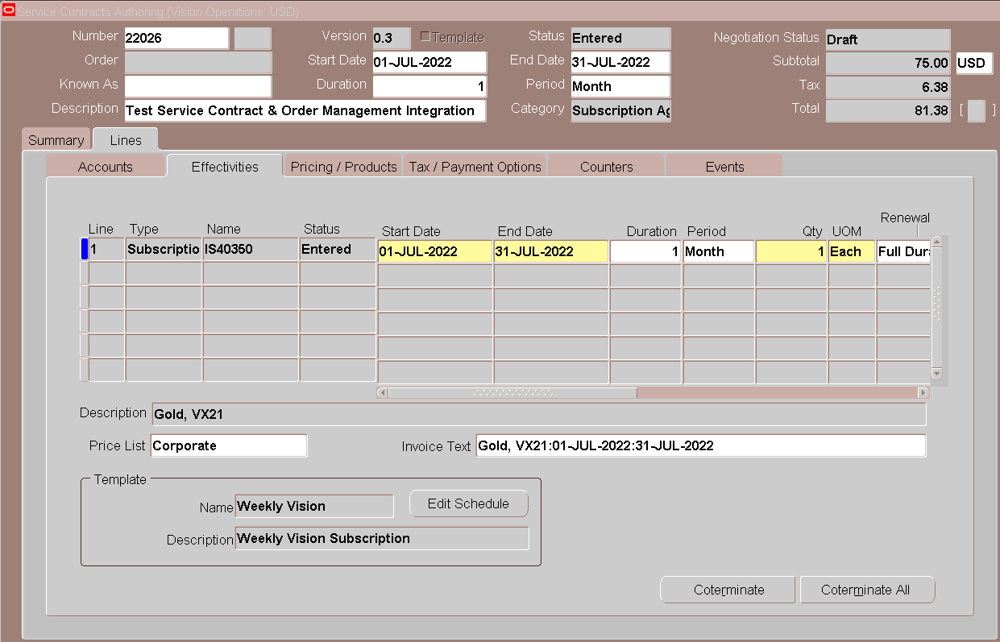 Service Contracts Authoring (Vision Operations: USD)
Number 22026 Version 0.3 Template Status Entered Negotiation Status Draft
Order Start Date 01-JUL-2022 End Date 31-JUL-2022 Subtotal 75.00 USD
Known As Duration 1 Period Month Tax 6.38
Description Test Service Contract & Order Management Integration Category Subscription Ag Total 81.38 [ ]
Summary Lines
Accounts Effectivities Pricing / Products Tax / Payment Options Counters Events
Renewal
Line Type Name Status Start Date End Date Duration Period Qty UOM
1 Subscriptio IS40350 Entered 01-JUL-2022 31-JUL-2022 1 Month 1 Each Full Dur
Description Gold, VX21
Price List Corporate Invoice Text Gold, VX21:01-JUL-2022:31-JUL-2022
Template
Name Weekly Vision Edit Schedule
Description Weekly Vision Subscription
Coterminate Coterminate All